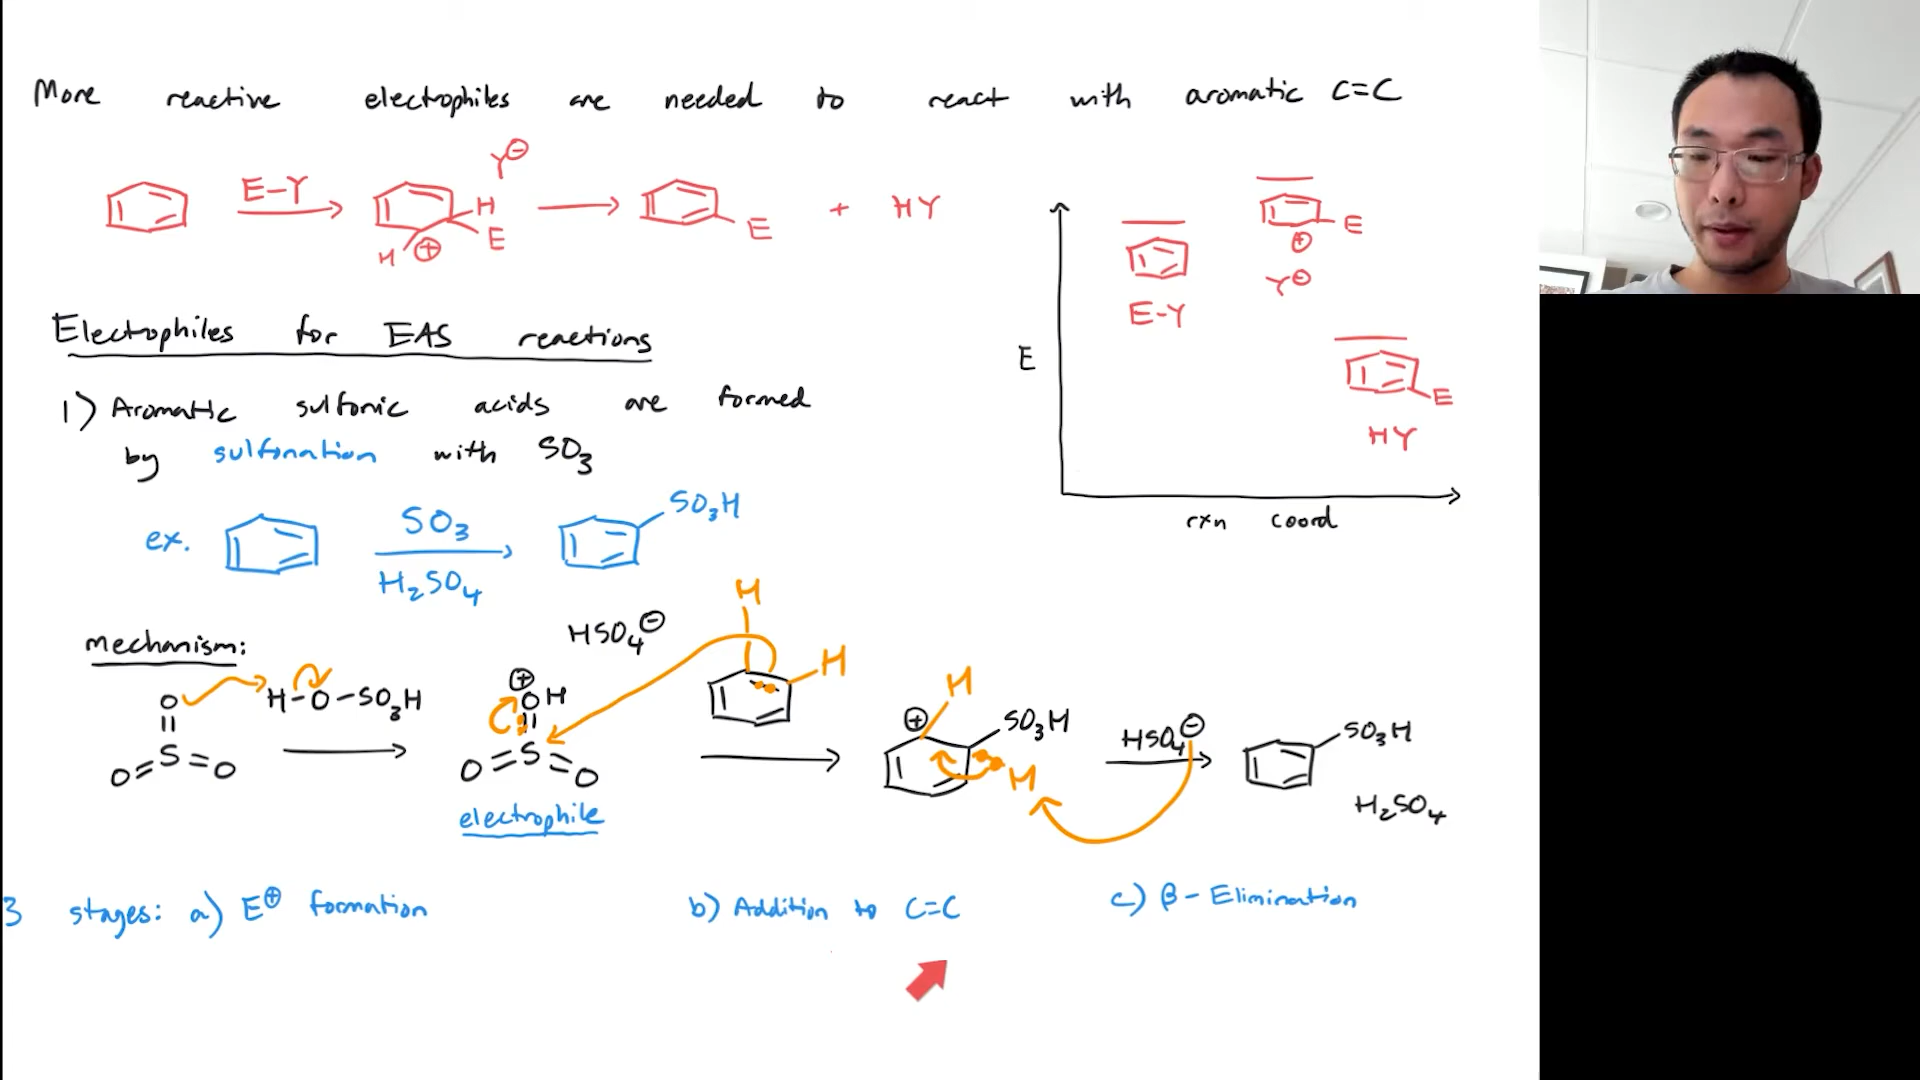 More reactive electrophiles are needed to react with aromatic C=C
E-Y
Y⊖
H
H ⊕ E
E + HY
E
E-Y
E
⊕
Y⊖
E
HY
rxn coord
Electrophiles for EAS reactions
1) Aromatic sulfonic acids are formed
by sulfonation with SO₃
ex. SO₃
H₂SO₄
SO₃H
mechanism:
O
S
O O
H-O-SO₃H
HSO₄⊖
⊕
OH
S
O O
electrophile
H
H
H
⊕
SO₃H
H
HSO₄⊖
SO₃H
H₂SO₄
3 stages: a) E⊕ formation b) Addition to C=C c) β-Elimination